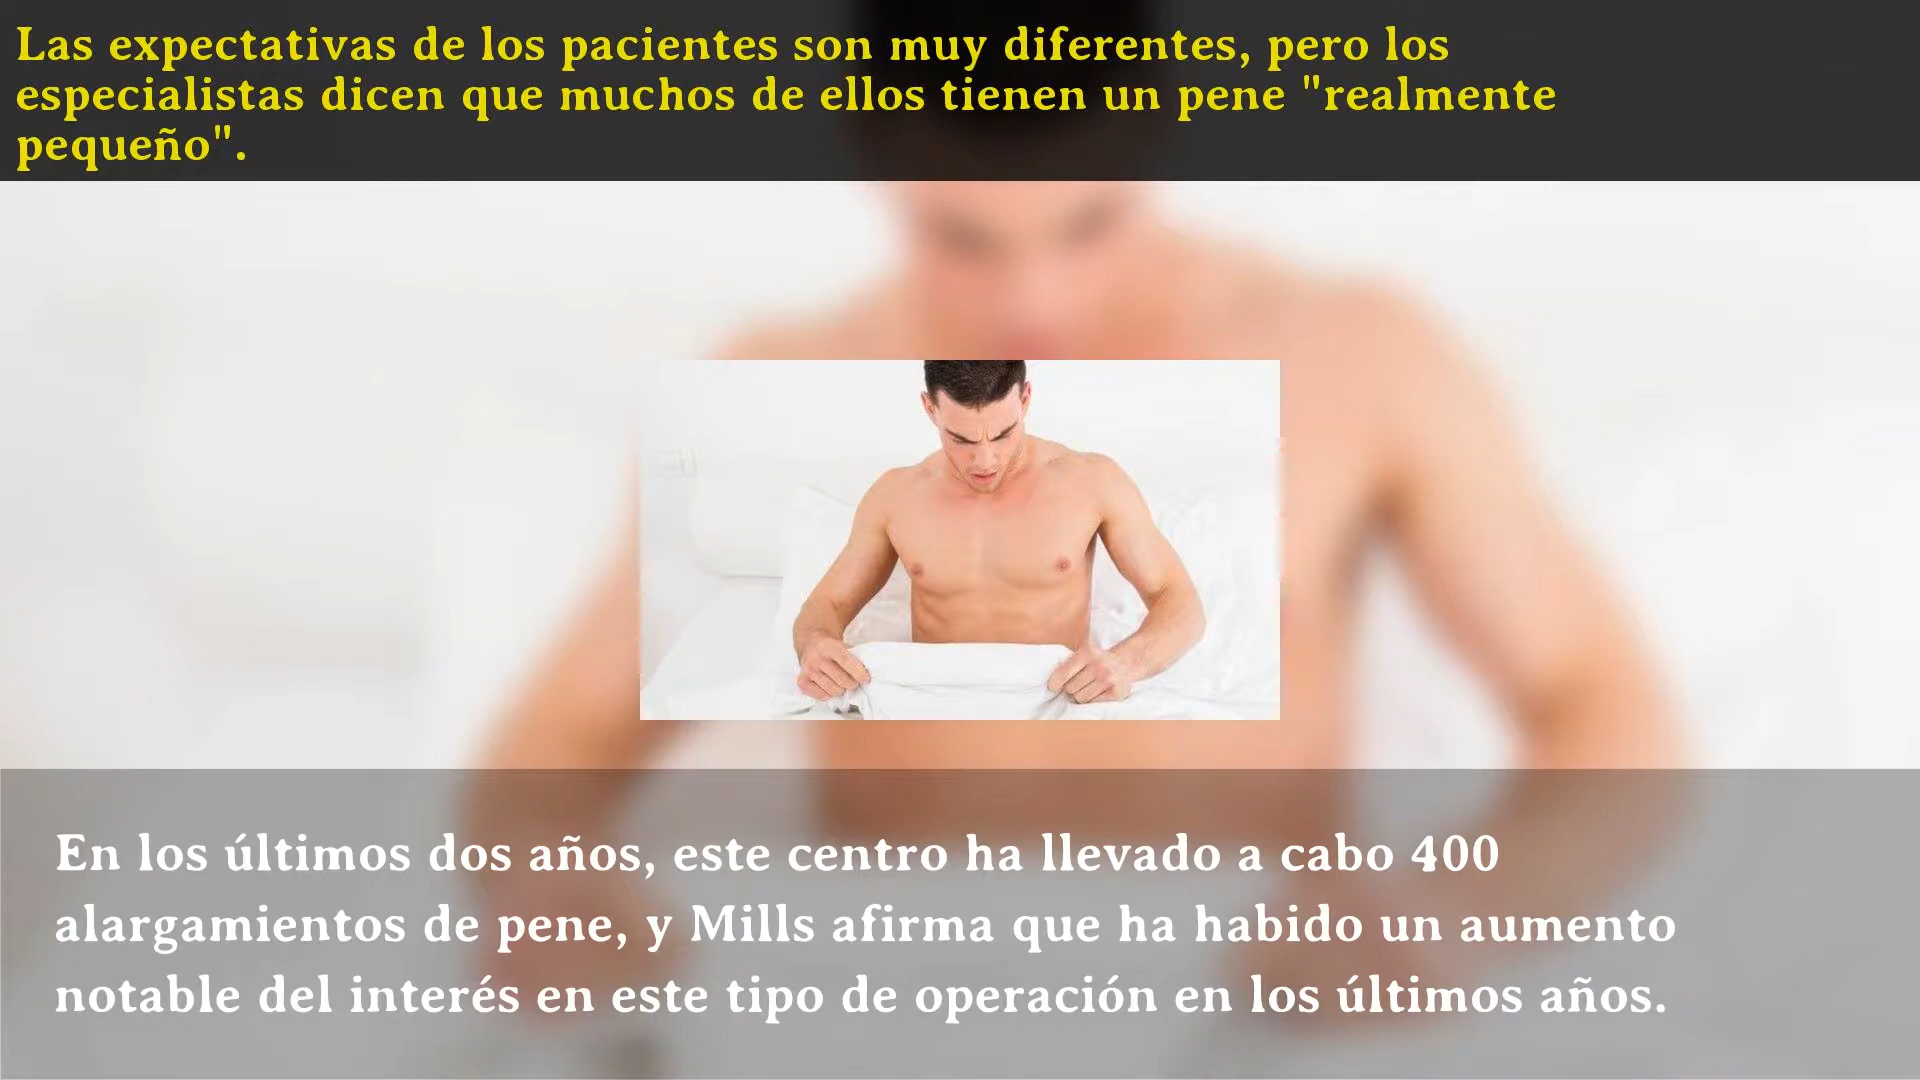 Las expectativas de los pacientes son muy diferentes, pero los
especialistas dicen que muchos de ellos tienen un pene "realmente
pequeño".
En los últimos dos años, este centro ha llevado a cabo 400
alargamientos de pene, y Mills afirma que ha habido un aumento
notable del interés en este tipo de operación en los últimos años.